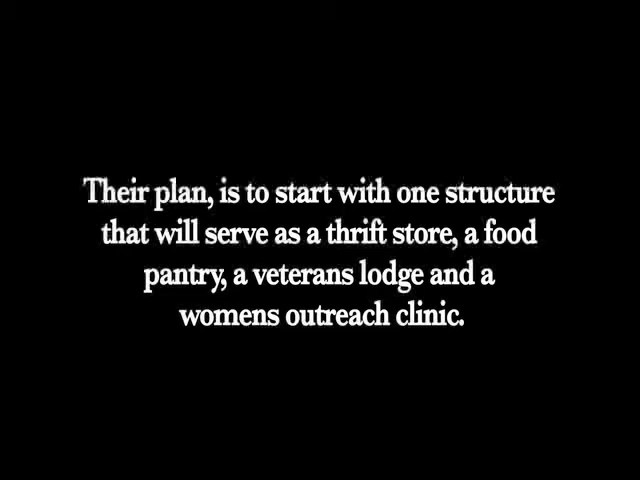 Their plan, is to start with one structure
that will serve as a thrift store, a food
pantry, a veterans lodge and a
womens outreach clinic.